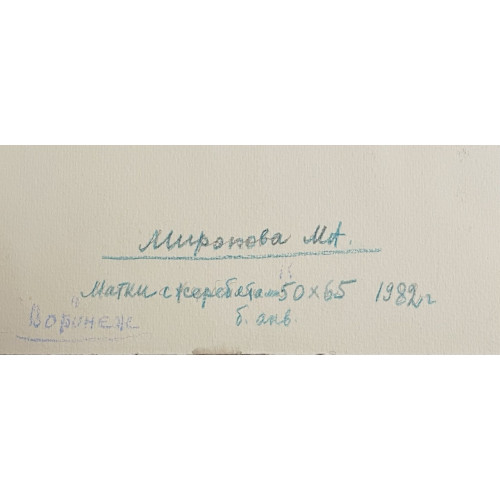 Миронова М.А.
"Матки с жеребятами" 50×65 1982 г
б. акв.
Воронеж